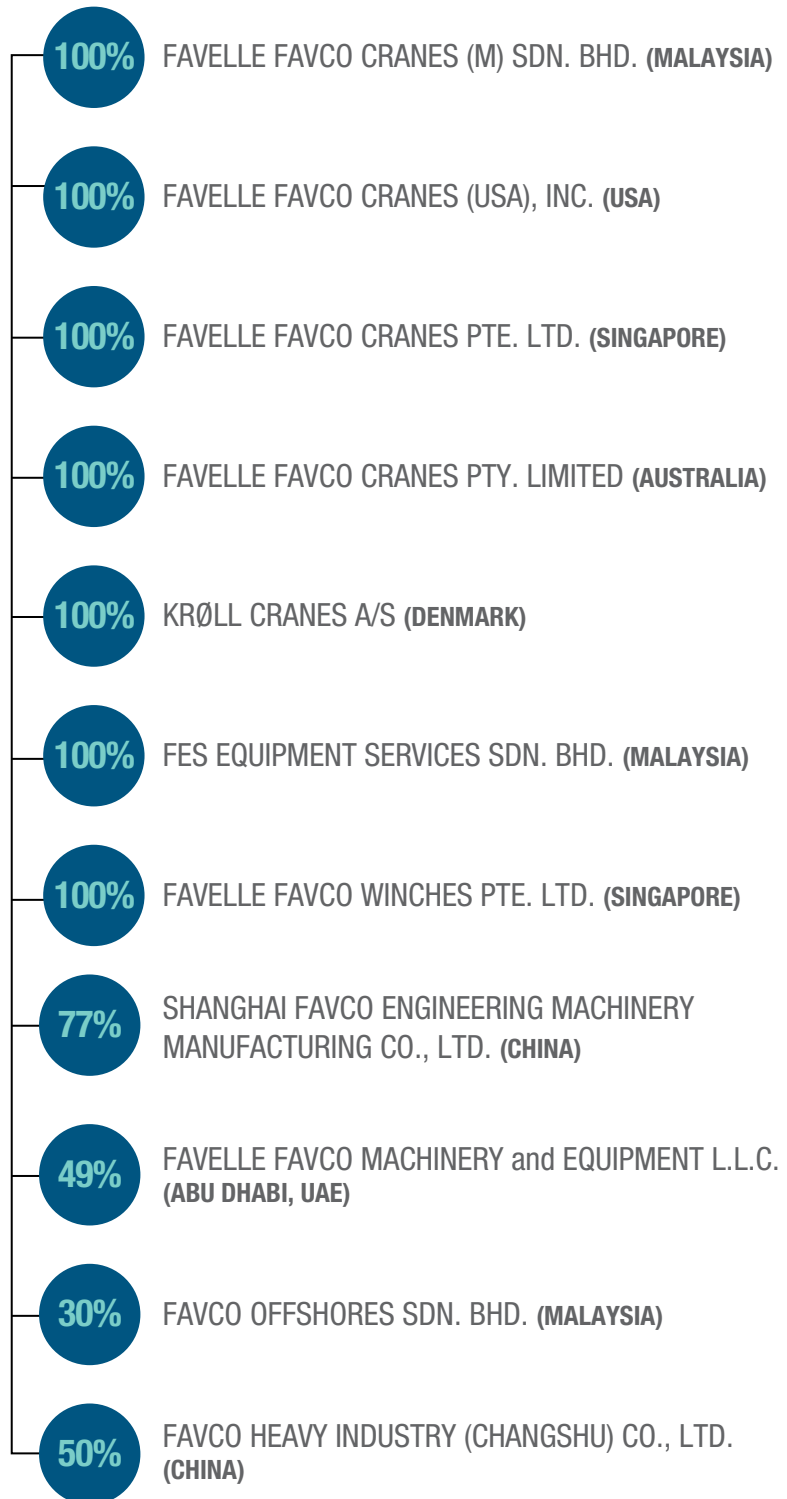 100% FAVELLE FAVCO CRANES (M) SDN. BHD. (MALAYSIA)
100% FAVELLE FAVCO CRANES (USA), INC. (USA)
100% FAVELLE FAVCO CRANES PTE. LTD. (SINGAPORE)
100% FAVELLE FAVCO CRANES PTY. LIMITED (AUSTRALIA)
100% KRØLL CRANES A/S (DENMARK)
100% FES EQUIPMENT SERVICES SDN. BHD. (MALAYSIA)
100% FAVELLE FAVCO WINCHES PTE. LTD. (SINGAPORE)
77% SHANGHAI FAVCO ENGINEERING MACHINERY
MANUFACTURING CO., LTD. (CHINA)
49% FAVELLE FAVCO MACHINERY and EQUIPMENT L.L.C.
(ABU DHABI, UAE)
30% FAVCO OFFSHORES SDN. BHD. (MALAYSIA)
50% FAVCO HEAVY INDUSTRY (CHANGSHU) CO., LTD.
(CHINA)